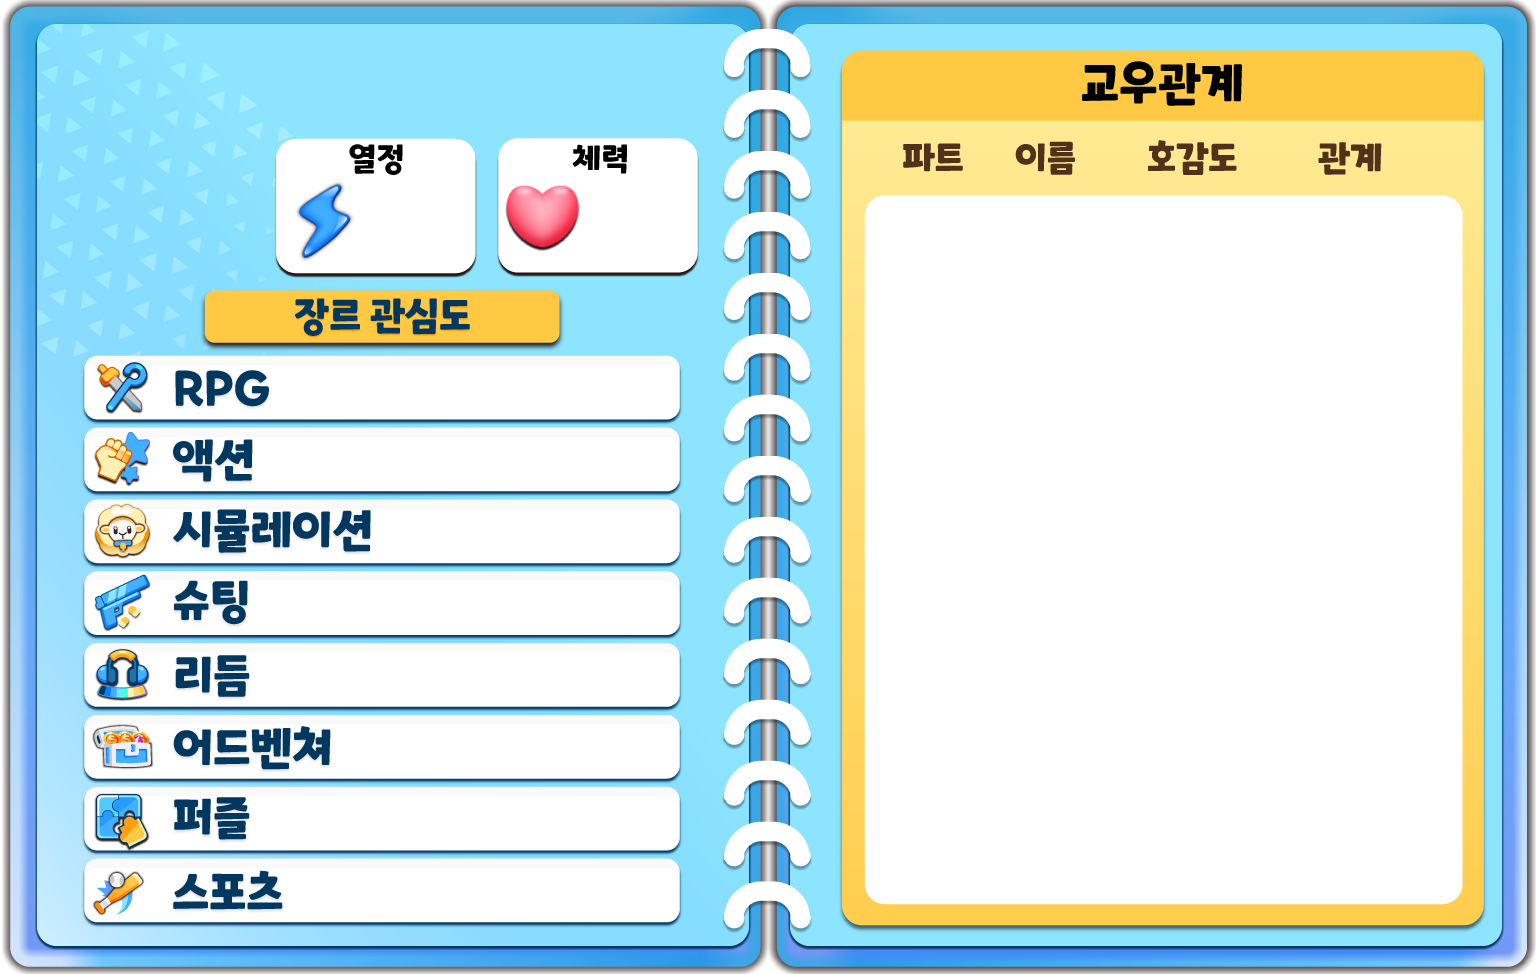 열정
체력
장르 관심도
RPG
액션
시뮬레이션
슈팅
리듬
어드벤쳐
퍼즐
스포츠
교우관계
파트 이름 호감도 관계